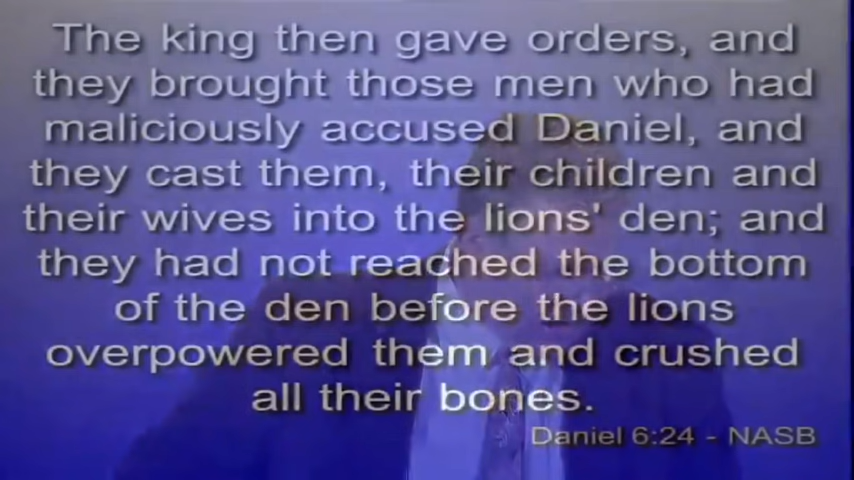 The king then gave orders, and
they brought those men who had
maliciously accused Daniel, and
they cast them, their children and
their wives into the lions' den; and
they had not reached the bottom
of the den before the lions
overpowered them and crushed
all their bones.
Daniel 6:24 - NASB